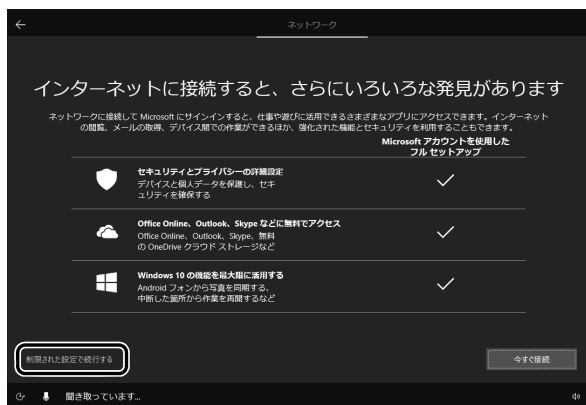 ネットワーク
インターネットに接続すると、さらにいろいろな発見があります
ネットワークに接続して Microsoft にサインインすると、仕事や遊びに活用できるさまざまなアプリにアクセスできます。インターネット
の閲覧、メールの取得、デバイス間での作業ができるほか、強化された機能とセキュリティを利用することもできます。
Microsoft アカウントを使用した
フル セットアップ
セキュリティとプライバシーの詳細設定
デバイスと個人データを保護し、セキ
ュリティを確保する
Office Online、Outlook、Skype などに無料でアクセス
Office Online、Outlook、Skype、無料
の OneDrive クラウド ストレージなど
Windows 10 の機能を最大限に活用する
Android フォンから写真を同期する、
中断した箇所から作業を再開するなど
制限された設定で続行する
今すぐ接続
聞き取っています...